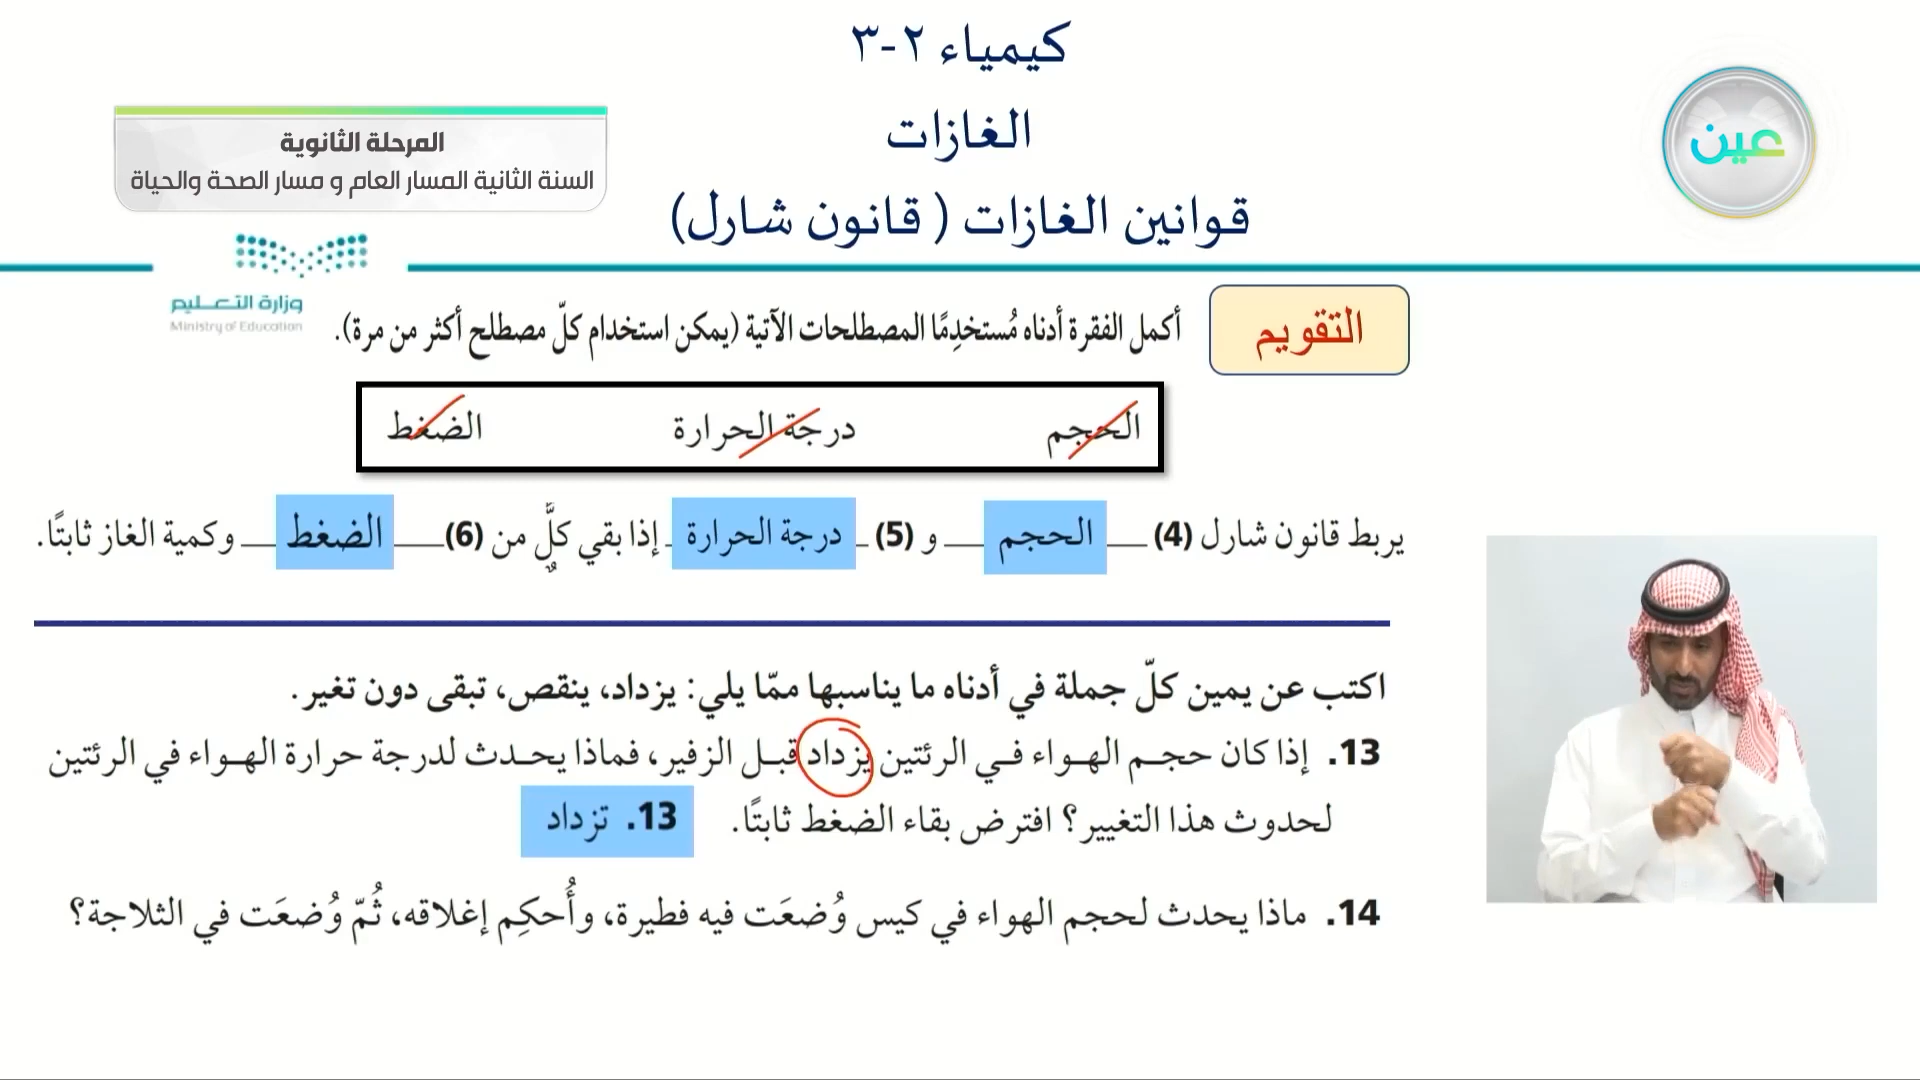 كيمياء ٢-٣
الغازات
قوانين الغازات ( قانون شارل)
عين
المرحلة الثانوية
السنة الثانية المسار العام و مسار الصحة والحياة
وزارة التعـــليم
Ministry of Education
التقويم
أكمل الفقرة أدناه مُستخدِمًا المصطلحات الآتية (يمكن استخدام كلّ مصطلح أكثر من مرة).
الحجم درجة الحرارة الضغط
يربط قانون شارل (4) ___ الحجم ___ و (5) _ درجة الحرارة _ إذا بقي كلٌّ من (6) ___ الضغط ___ وكمية الغاز ثابتًا.
اكتب عن يمين كلّ جملة في أدناه ما يناسبها ممّا يلي: يزداد، ينقص، تبقى دون تغير.
13. إذا كان حجم الهواء في الرئتين يزداد قبل الزفير، فماذا يحدث لدرجة حرارة الهواء في الرئتين
لحدوث هذا التغيير؟ افترض بقاء الضغط ثابتًا. 13. تزداد
14. ماذا يحدث لحجم الهواء في كيس وُضعَت فيه فطيرة، وأُحكِم إغلاقه، ثُمّ وُضعَت في الثلاجة؟